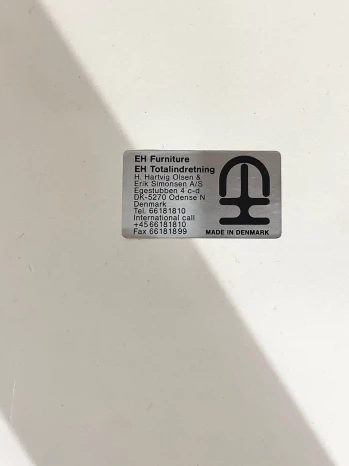 EH Furniture
EH Totalindretning
H. Hartvig Olsen &
Erik Simonsen A/S
Egestubben 4 c-d
DK-5270 Odense N
Denmark
Tel. 66181810
International call
+4566181810
Fax 66181899
MADE IN DENMARK